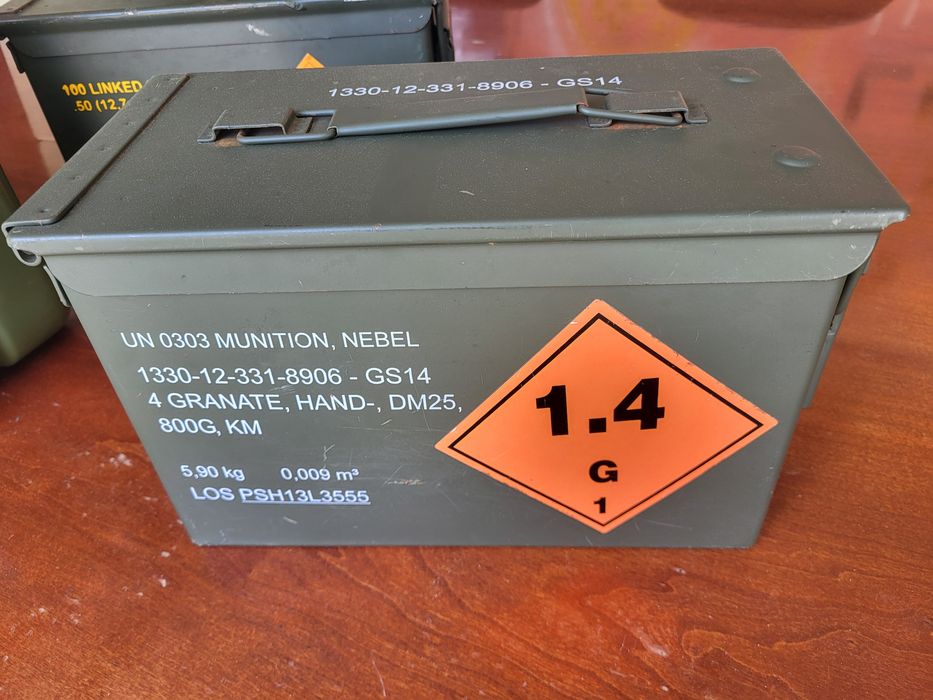 100 LINKED
.50 (12,7
1330-12-331-8906 - GS14
UN 0303 MUNITION, NEBEL
1330-12-331-8906 - GS14
4 GRANATE, HAND-, DM25,
800G, KM
5,90 kg 0,009 m³
LOS PSH13L3555
1.4
G
1